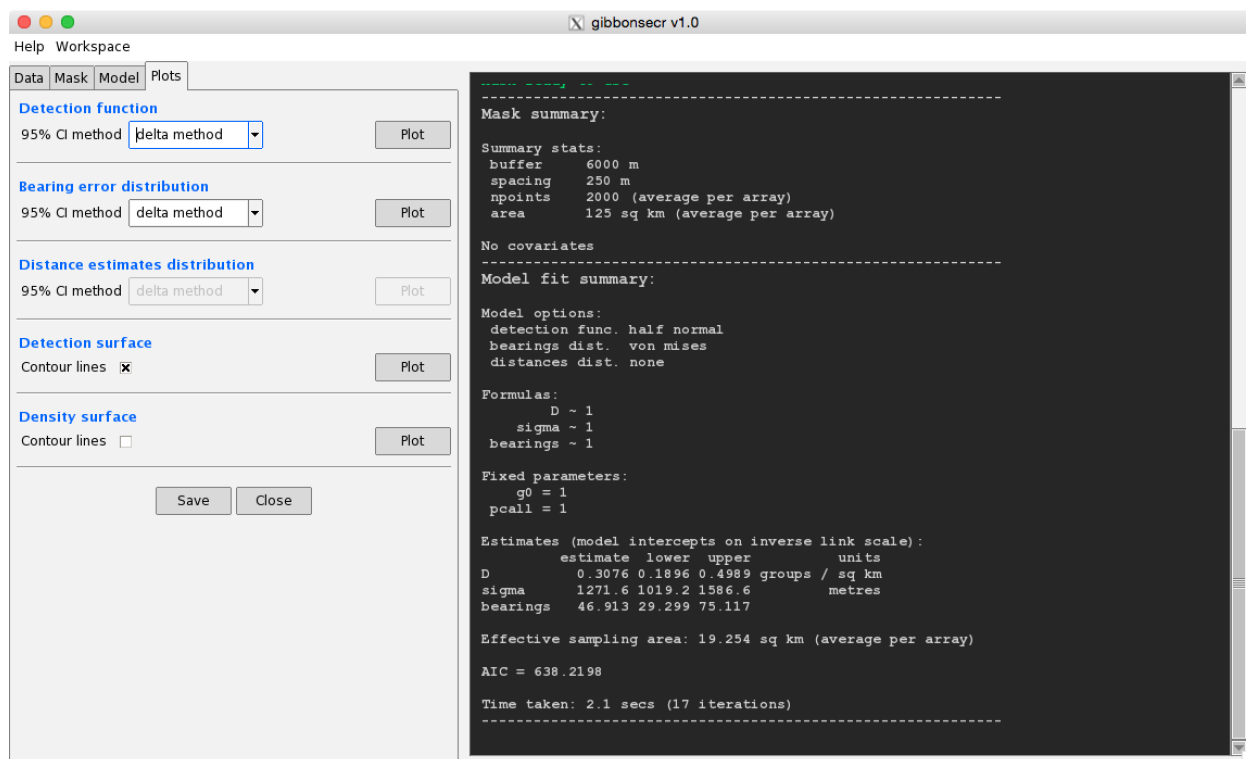 gibbonsecr v1.0
Help Workspace
Data Mask Model Plots
Detection function
95% CI method delta method Plot
Bearing error distribution
95% CI method delta method Plot
Distance estimates distribution
95% CI method delta method Plot
Detection surface
Contour lines Plot
Density surface
Contour lines Plot
Save Close
------------------------------------------------------------
Mask summary:
Summary stats:
buffer 6000 m
spacing 250 m
npoints 2000 (average per array)
area 125 sq km (average per array)
No covariates
------------------------------------------------------------
Model fit summary:
Model options:
detection func. half normal
bearings dist. von mises
distances dist. none
Formulas:
D ~ 1
sigma ~ 1
bearings ~ 1
Fixed parameters:
g0 = 1
pcall = 1
Estimates (model intercepts on inverse link scale):
estimate lower upper units
D 0.3076 0.1896 0.4989 groups / sq km
sigma 1271.6 1019.2 1586.6 metres
bearings 46.913 29.299 75.117
Effective sampling area: 19.254 sq km (average per array)
AIC = 638.2198
Time taken: 2.1 secs (17 iterations)
------------------------------------------------------------